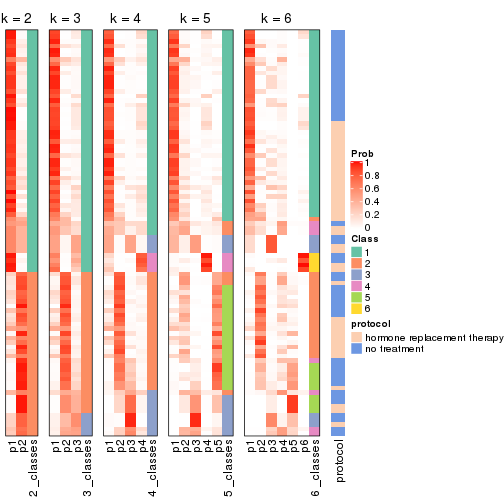 k = 2 k = 3 k = 4 k = 5 k = 6
Prob
1
0.8
0.6
0.4
0.2
0
Class
1
2
3
4
5
6
protocol
hormone replacement therapy
no treatment
p1 p2 2_classes p1 p2 p3 3_classes p1 p2 p3 p4 4_classes p1 p2 p3 p4 p5 5_classes p1 p2 p3 p4 p5 p6 6_classes protocol